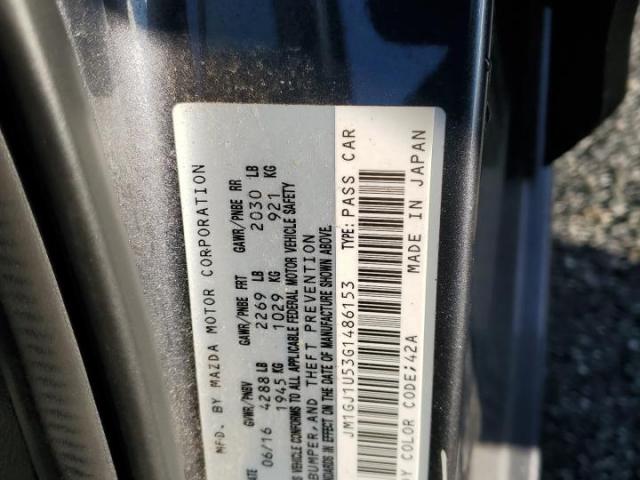 MFD. BY MAZDA MOTOR CORPORATION
GVWR/PNBV GAWR/PNBE FRT GAWR/PNBE RR
06/16 4288 LB 2269 LB 2030 LB
1945 KG 1029 KG 921 KG
VEHICLE CONFORMS TO ALL APPLICABLE FEDERAL MOTOR VEHICLE SAFETY
BUMPER, AND THEFT PREVENTION
STANDARDS IN EFFECT ON THE DATE OF MANUFACTURE SHOWN ABOVE.
JM1GJ1U53G1486153 TYPE: PASS CAR
COLOR CODE: 42A MADE IN JAPAN